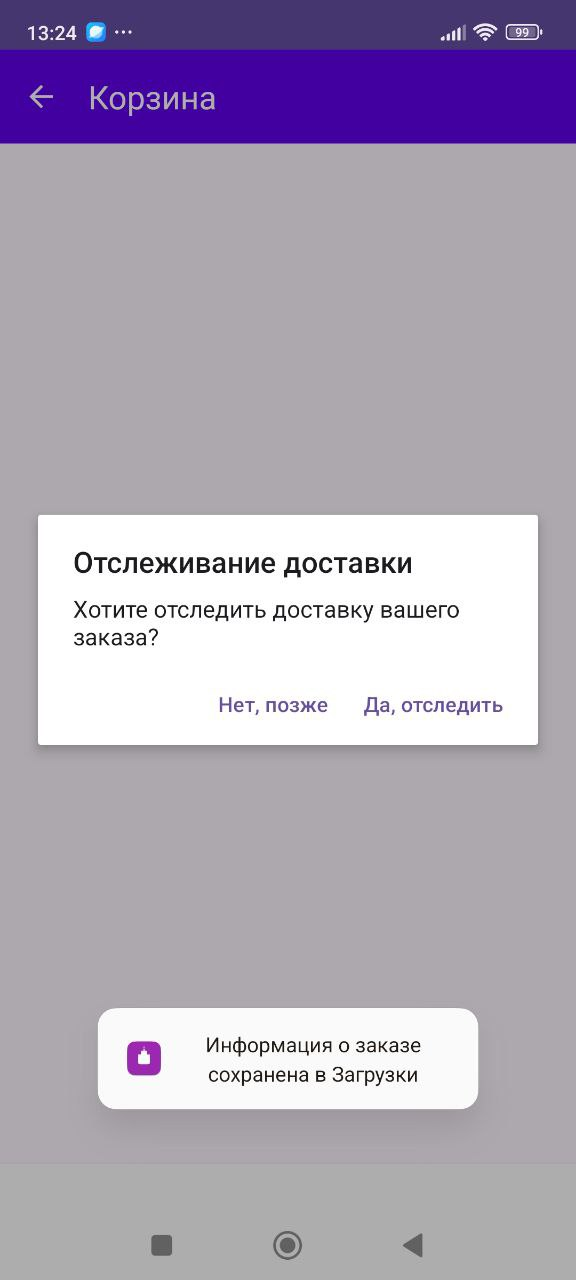 13:24
99
Корзина
Отслеживание доставки
Хотите отследить доставку вашего
заказа?
Нет, позже Да, отследить
Информация о заказе
сохранена в Загрузки